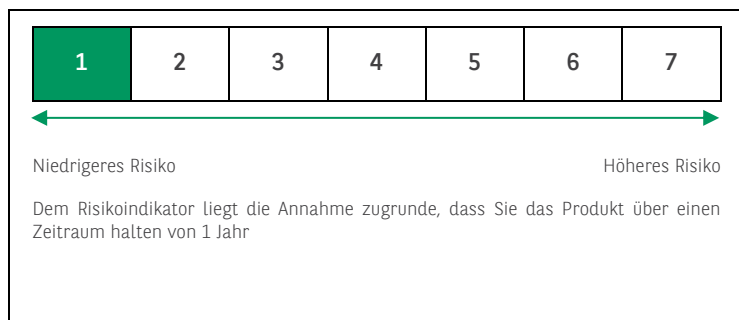 1 2 3 4 5 6 7
Niedrigeres Risiko Höheres Risiko
Dem Risikoindikator liegt die Annahme zugrunde, dass Sie das Produkt über einen
Zeitraum halten von 1 Jahr